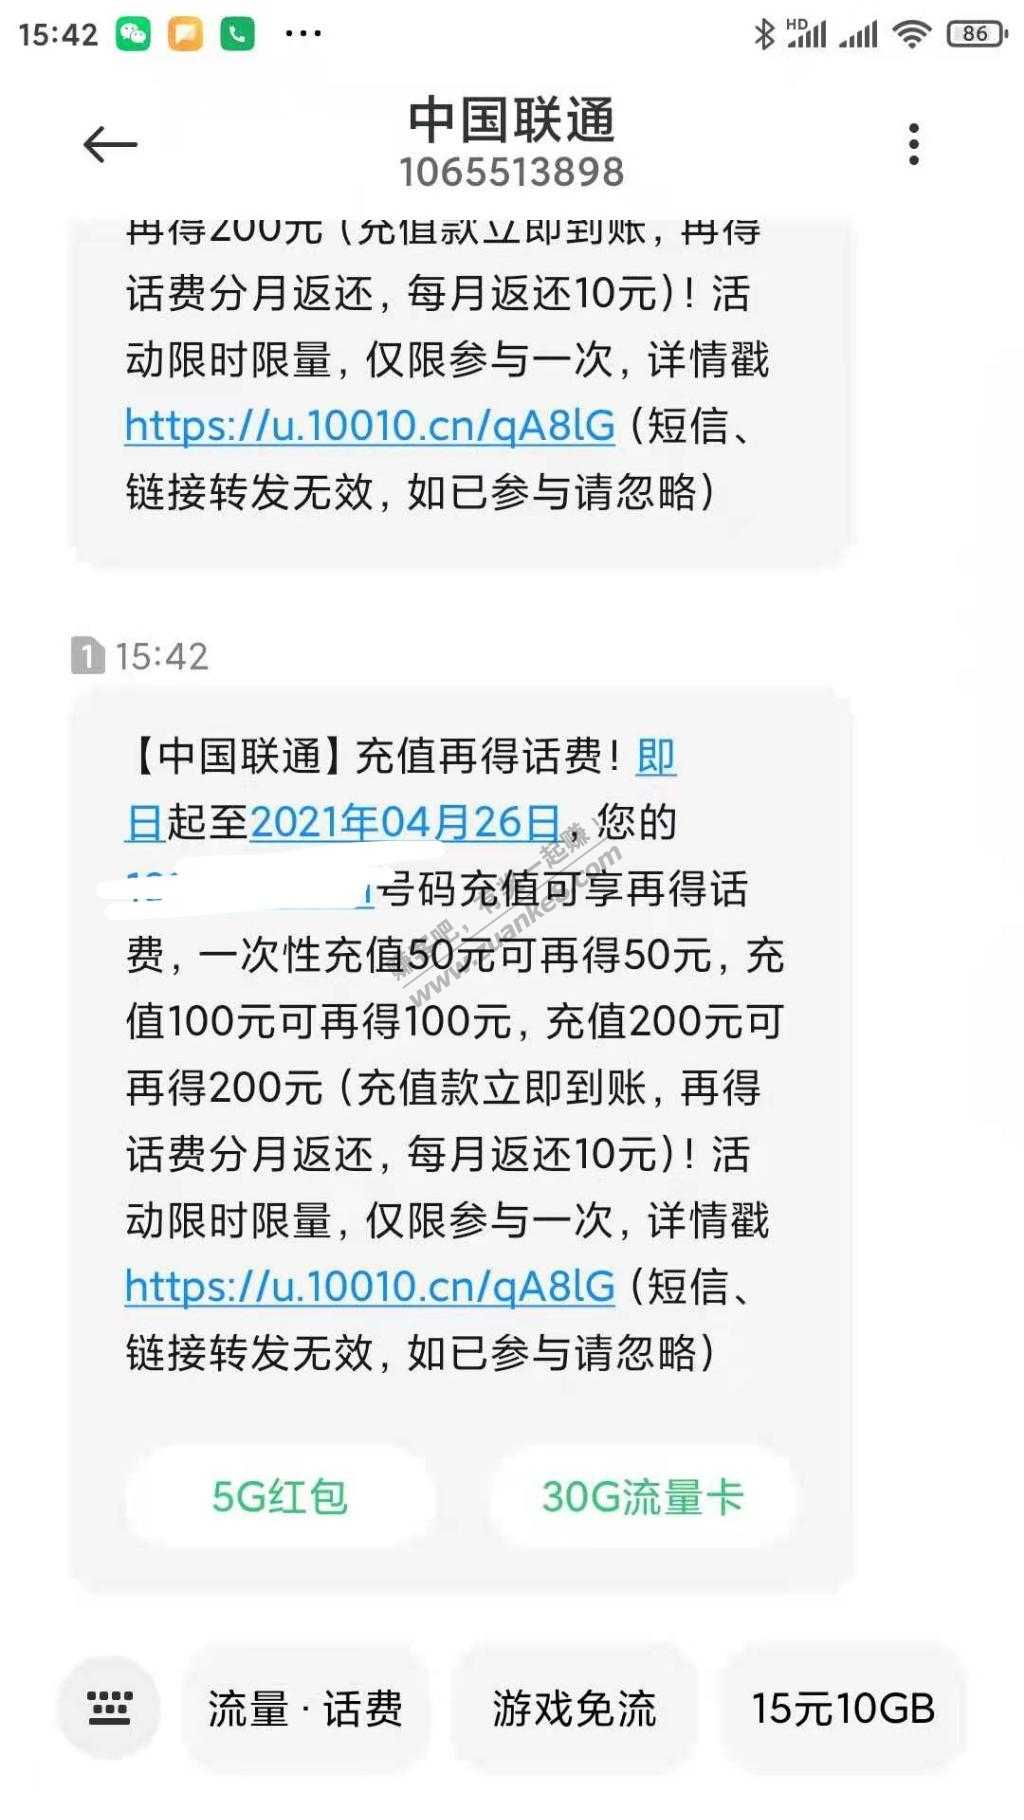 15:42
HD
86
中国联通
1065513898
再得200元（充值款立即到账，再得
话费分月返还，每月返还10元）！活
动限时限量，仅限参与一次，详情戳
https://u.10010.cn/qA8lG（短信、
链接转发无效，如已参与请忽略）
1 15:42
【中国联通】充值再得话费！即
日起至2021年04月26日，您的
号码充值可享再得话
费，一次性充值50元可再得50元，充
值100元可再得100元，充值200元可
再得200元（充值款立即到账，再得
话费分月返还，每月返还10元）！活
动限时限量，仅限参与一次，详情戳
https://u.10010.cn/qA8lG（短信、
链接转发无效，如已参与请忽略）
赚客吧，有奖一起赚！
www.zuanke8.com
5G红包
30G流量卡
流量·话费
游戏免流
15元10GB